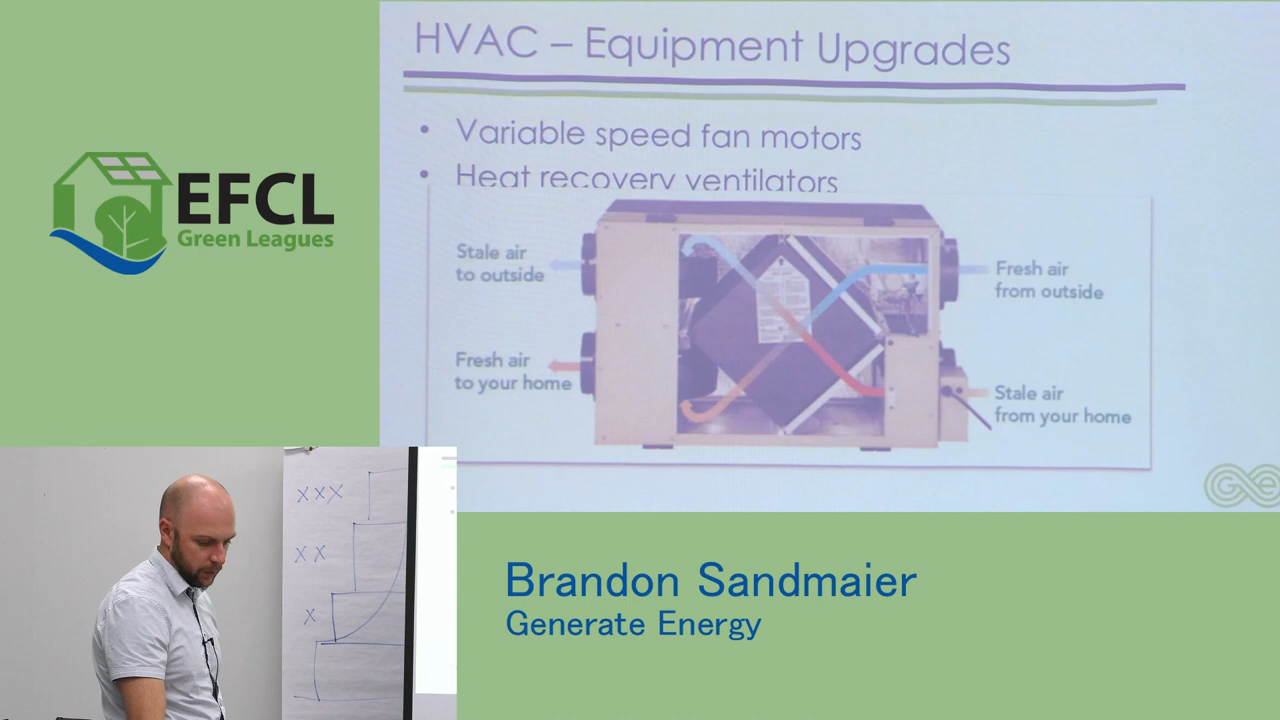 HVAC – Equipment Upgrades
• Variable speed fan motors
• Heat recovery ventilators
Stale air
to outside
Fresh air
from outside
Fresh air
to your home
Stale air
from your home
EFCL
Green Leagues
XXX
XX
X
Brandon Sandmaier
Generate Energy